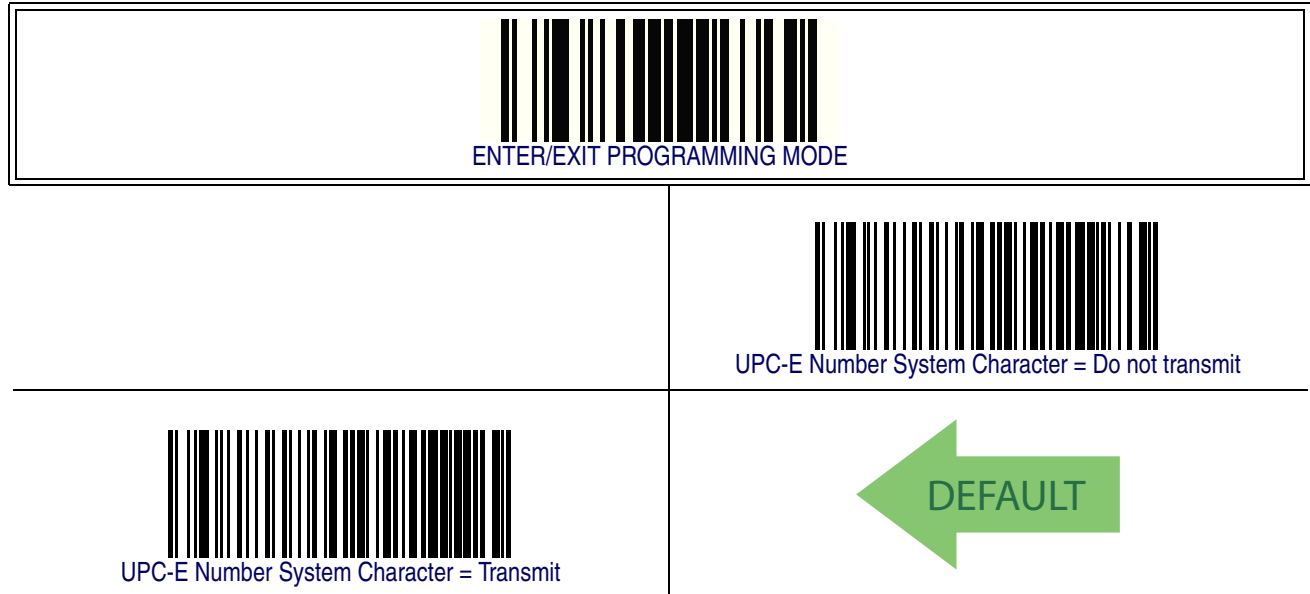 ENTER/EXIT PROGRAMMING MODE
UPC-E Number System Character = Do not transmit
UPC-E Number System Character = Transmit
DEFAULT